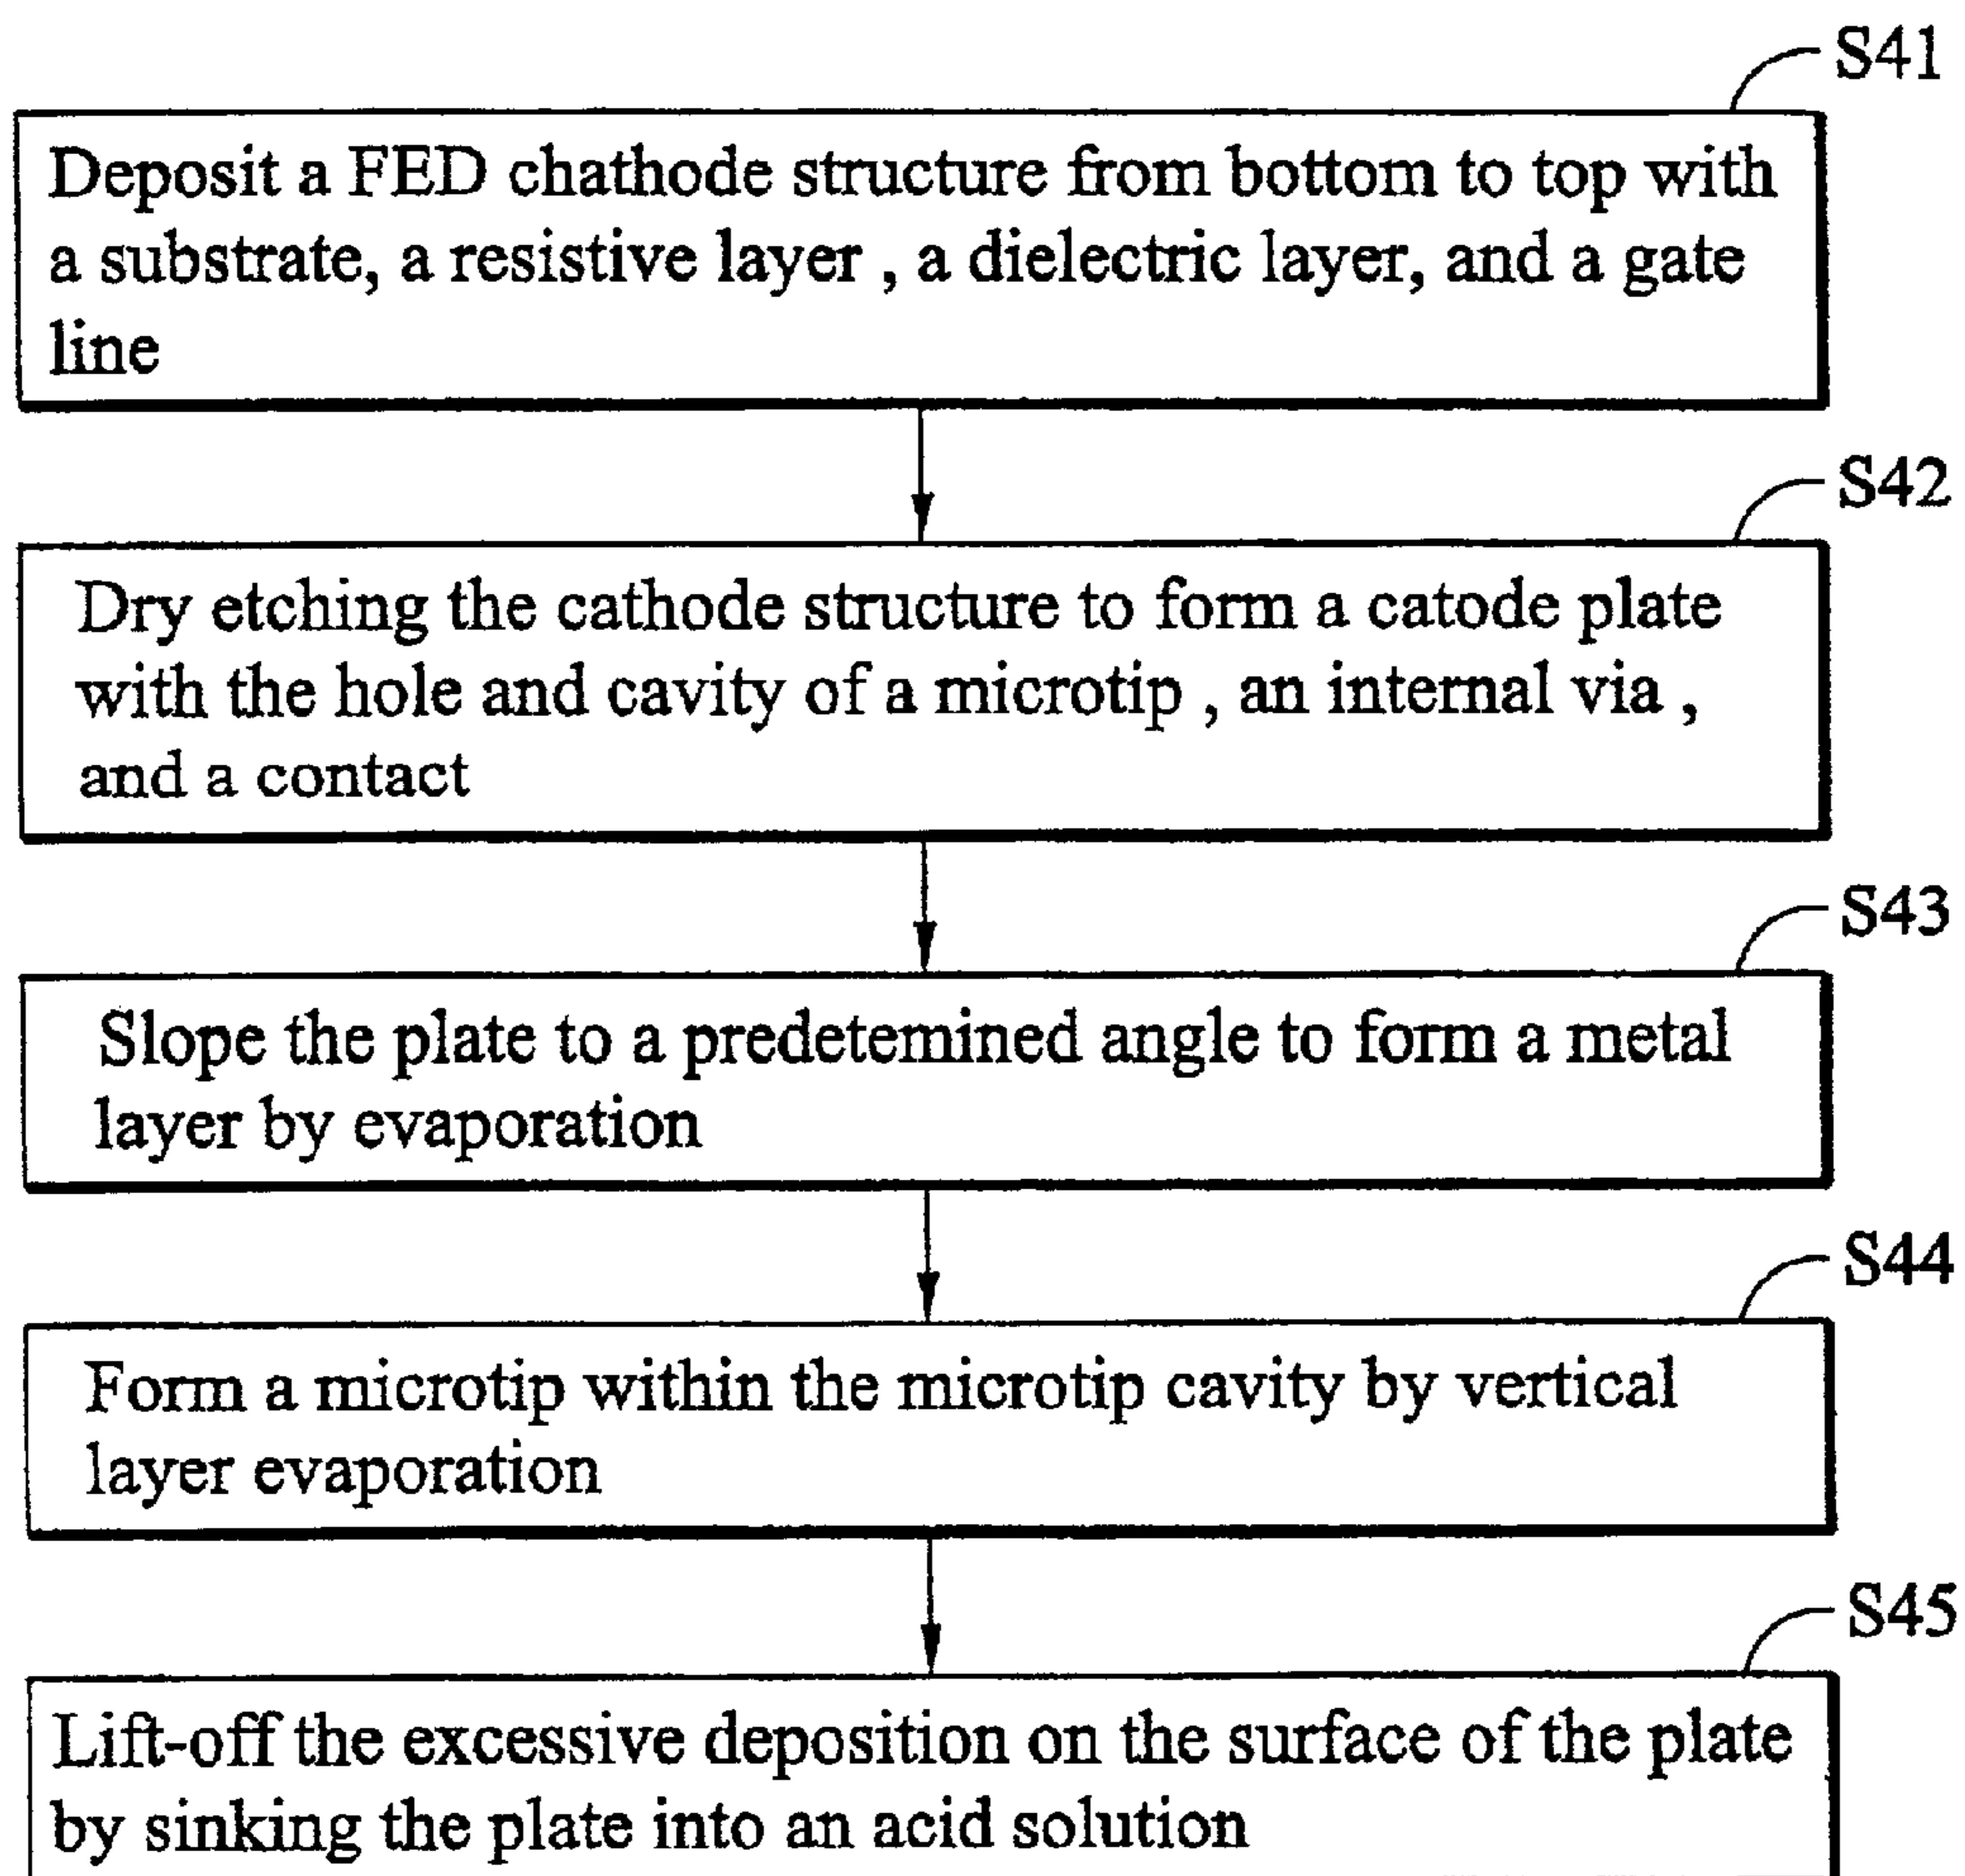 S41
Deposit a FED chathode structure from bottom to top with
a substrate, a resistive layer , a dielectric layer, and a gate
line
S42
Dry etching the cathode structure to form a catode plate
with the hole and cavity of a microtip , an internal via ,
and a contact
S43
Slope the plate to a predetemined angle to form a metal
layer by evaporation
S44
Form a microtip within the microtip cavity by vertical
layer evaporation
S45
Lift-off the excessive deposition on the surface of the plate
by sinking the plate into an acid solution